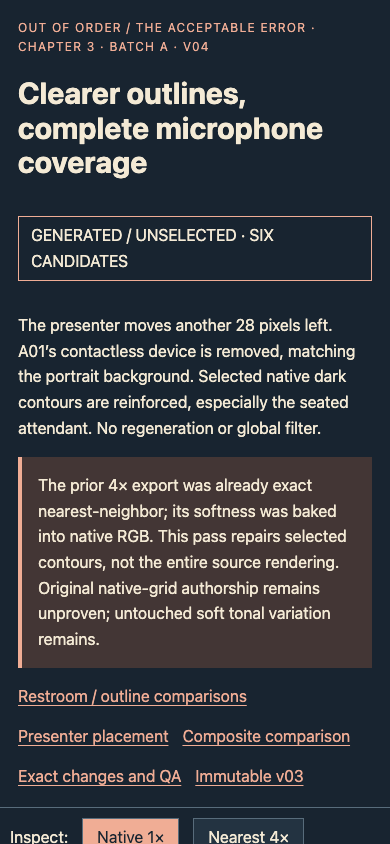 OUT OF ORDER / THE ACCEPTABLE ERROR ·
CHAPTER 3 · BATCH A · V04
Clearer outlines,
complete microphone
coverage
GENERATED / UNSELECTED · SIX
CANDIDATES
The presenter moves another 28 pixels left.
A01's contactless device is removed, matching
the portrait background. Selected native dark
contours are reinforced, especially the seated
attendant. No regeneration or global filter.
The prior 4× export was already exact
nearest-neighbor; its softness was baked
into native RGB. This pass repairs selected
contours, not the entire source rendering.
Original native-grid authorship remains
unproven; untouched soft tonal variation
remains.
Restroom / outline comparisons
Presenter placement Composite comparison
Exact changes and QA Immutable v03
Inspect: Native 1× Nearest 4×